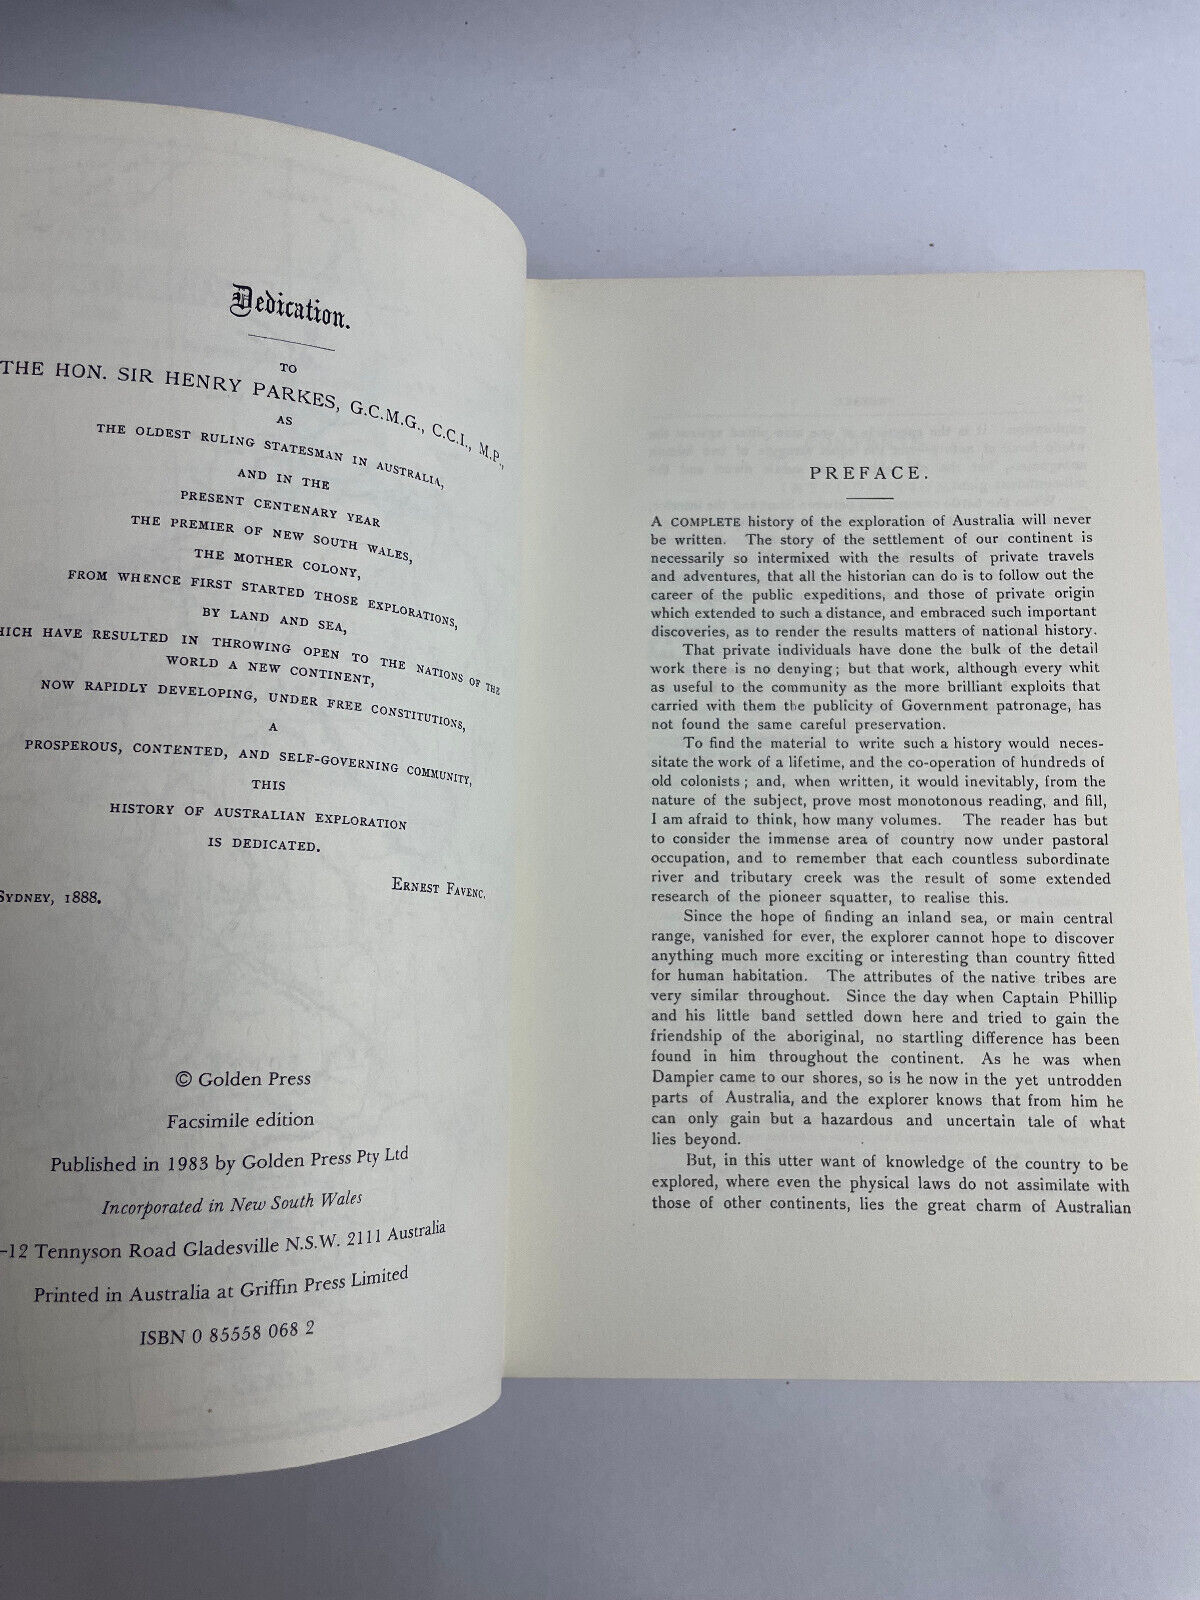 Dedication.
TO
THE HON. SIR HENRY PARKES, G.C.M.G., C.C.I., M.P.,
AS
THE OLDEST RULING STATESMAN IN AUSTRALIA,
AND IN THE
PRESENT CENTENARY YEAR
THE PREMIER OF NEW SOUTH WALES,
THE MOTHER COLONY,
FROM WHENCE FIRST STARTED THOSE EXPLORATIONS,
BY LAND AND SEA,
HICH HAVE RESULTED IN THROWING OPEN TO THE NATIONS OF THE
WORLD A NEW CONTINENT,
NOW RAPIDLY DEVELOPING, UNDER FREE CONSTITUTIONS,
A
PROSPEROUS, CONTENTED, AND SELF-GOVERNING COMMUNITY,
THIS
HISTORY OF AUSTRALIAN EXPLORATION
IS DEDICATED.
ERNEST FAVENC.
SYDNEY, 1888.
© Golden Press
Facsimile edition
Published in 1983 by Golden Press Pty Ltd
Incorporated in New South Wales
–12 Tennyson Road Gladesville N.S.W. 2111 Australia
Printed in Australia at Griffin Press Limited
ISBN 0 85558 068 2
PREFACE.
A COMPLETE history of the exploration of Australia will never
be written. The story of the settlement of our continent is
necessarily so intermixed with the results of private travels
and adventures, that all the historian can do is to follow out the
career of the public expeditions, and those of private origin
which extended to such a distance, and embraced such important
discoveries, as to render the results matters of national history.
That private individuals have done the bulk of the detail
work there is no denying; but that work, although every whit
as useful to the community as the more brilliant exploits that
carried with them the publicity of Government patronage, has
not found the same careful preservation.
To find the material to write such a history would neces-
sitate the work of a lifetime, and the co-operation of hundreds of
old colonists; and, when written, it would inevitably, from the
nature of the subject, prove most monotonous reading, and fill,
I am afraid to think, how many volumes. The reader has but
to consider the immense area of country now under pastoral
occupation, and to remember that each countless subordinate
river and tributary creek was the result of some extended
research of the pioneer squatter, to realise this.
Since the hope of finding an inland sea, or main central
range, vanished for ever, the explorer cannot hope to discover
anything much more exciting or interesting than country fitted
for human habitation. The attributes of the native tribes are
very similar throughout. Since the day when Captain Phillip
and his little band settled down here and tried to gain the
friendship of the aboriginal, no startling difference has been
found in him throughout the continent. As he was when
Dampier came to our shores, so is he now in the yet untrodden
parts of Australia, and the explorer knows that from him he
can only gain but a hazardous and uncertain tale of what
lies beyond.
But, in this utter want of knowledge of the country to be
explored, where even the physical laws do not assimilate with
those of other continents, lies the great charm of Australian